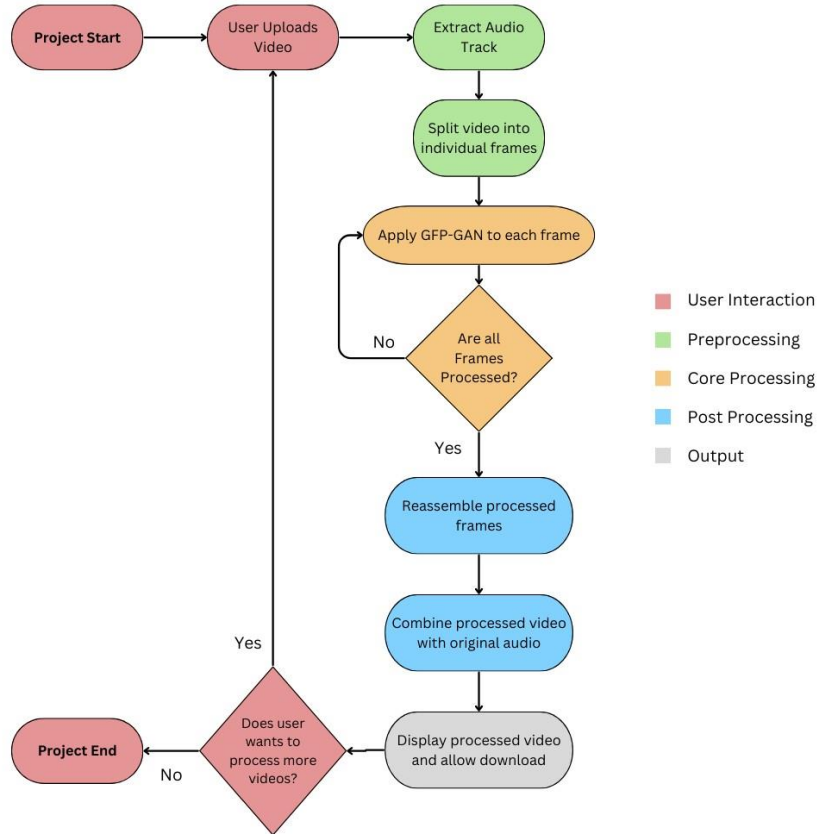 Project Start
User Uploads
Video
Extract Audio
Track
Split video into
individual frames
Apply GFP-GAN to each frame
No
Are all
Frames
Processed?
Yes
Reassemble processed
frames
Combine processed video
with original audio
Display processed video
and allow download
Does user
wants to
process more
videos?
Yes
No
Project End
User Interaction
Preprocessing
Core Processing
Post Processing
Output